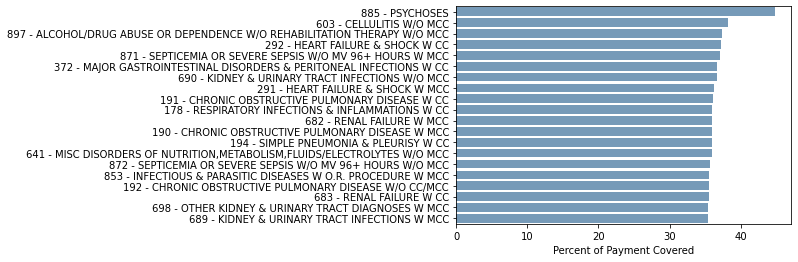 885 - PSYCHOSES
603 - CELLULITIS W/O MCC
897 - ALCOHOL/DRUG ABUSE OR DEPENDENCE W/O REHABILITATION THERAPY W/O MCC
292 - HEART FAILURE & SHOCK W CC
871 - SEPTICEMIA OR SEVERE SEPSIS W/O MV 96+ HOURS W MCC
372 - MAJOR GASTROINTESTINAL DISORDERS & PERITONEAL INFECTIONS W CC
690 - KIDNEY & URINARY TRACT INFECTIONS W/O MCC
291 - HEART FAILURE & SHOCK W MCC
191 - CHRONIC OBSTRUCTIVE PULMONARY DISEASE W CC
178 - RESPIRATORY INFECTIONS & INFLAMMATIONS W CC
682 - RENAL FAILURE W MCC
190 - CHRONIC OBSTRUCTIVE PULMONARY DISEASE W MCC
194 - SIMPLE PNEUMONIA & PLEURISY W CC
641 - MISC DISORDERS OF NUTRITION,METABOLISM,FLUIDS/ELECTROLYTES W/O MCC
872 - SEPTICEMIA OR SEVERE SEPSIS W/O MV 96+ HOURS W/O MCC
853 - INFECTIOUS & PARASITIC DISEASES W O.R. PROCEDURE W MCC
192 - CHRONIC OBSTRUCTIVE PULMONARY DISEASE W/O CC/MCC
683 - RENAL FAILURE W CC
698 - OTHER KIDNEY & URINARY TRACT DIAGNOSES W MCC
689 - KIDNEY & URINARY TRACT INFECTIONS W MCC
0 10 20 30 40
Percent of Payment Covered